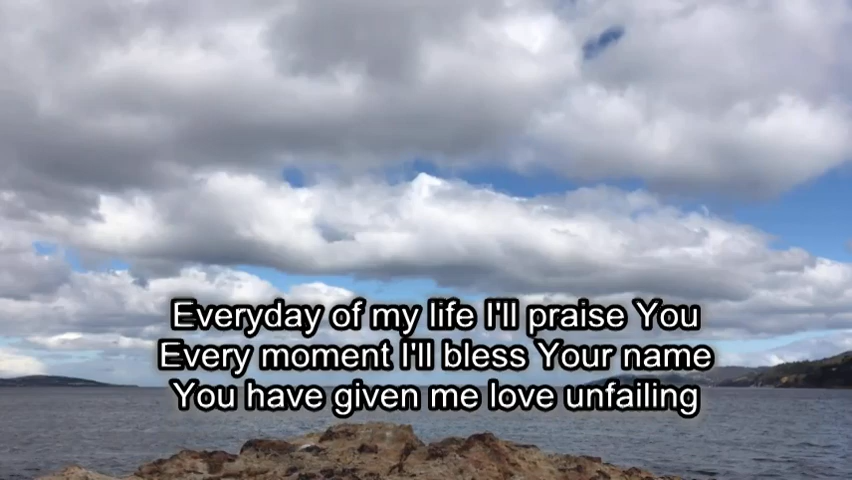 Everyday of my life I'll praise You
Every moment I'll bless Your name
You have given me love unfailing